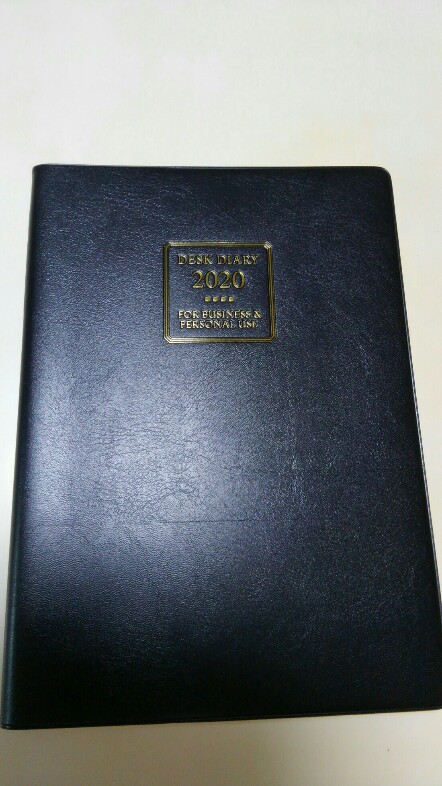 DESK DIARY
2020
FOR BUSINESS &
PERSONAL USE